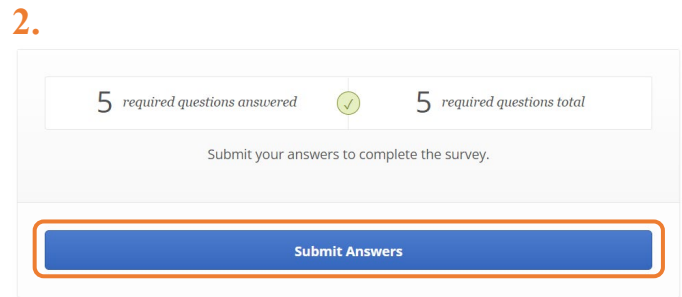 2.
5 required questions answered 5 required questions total
Submit your answers to complete the survey.
Submit Answers